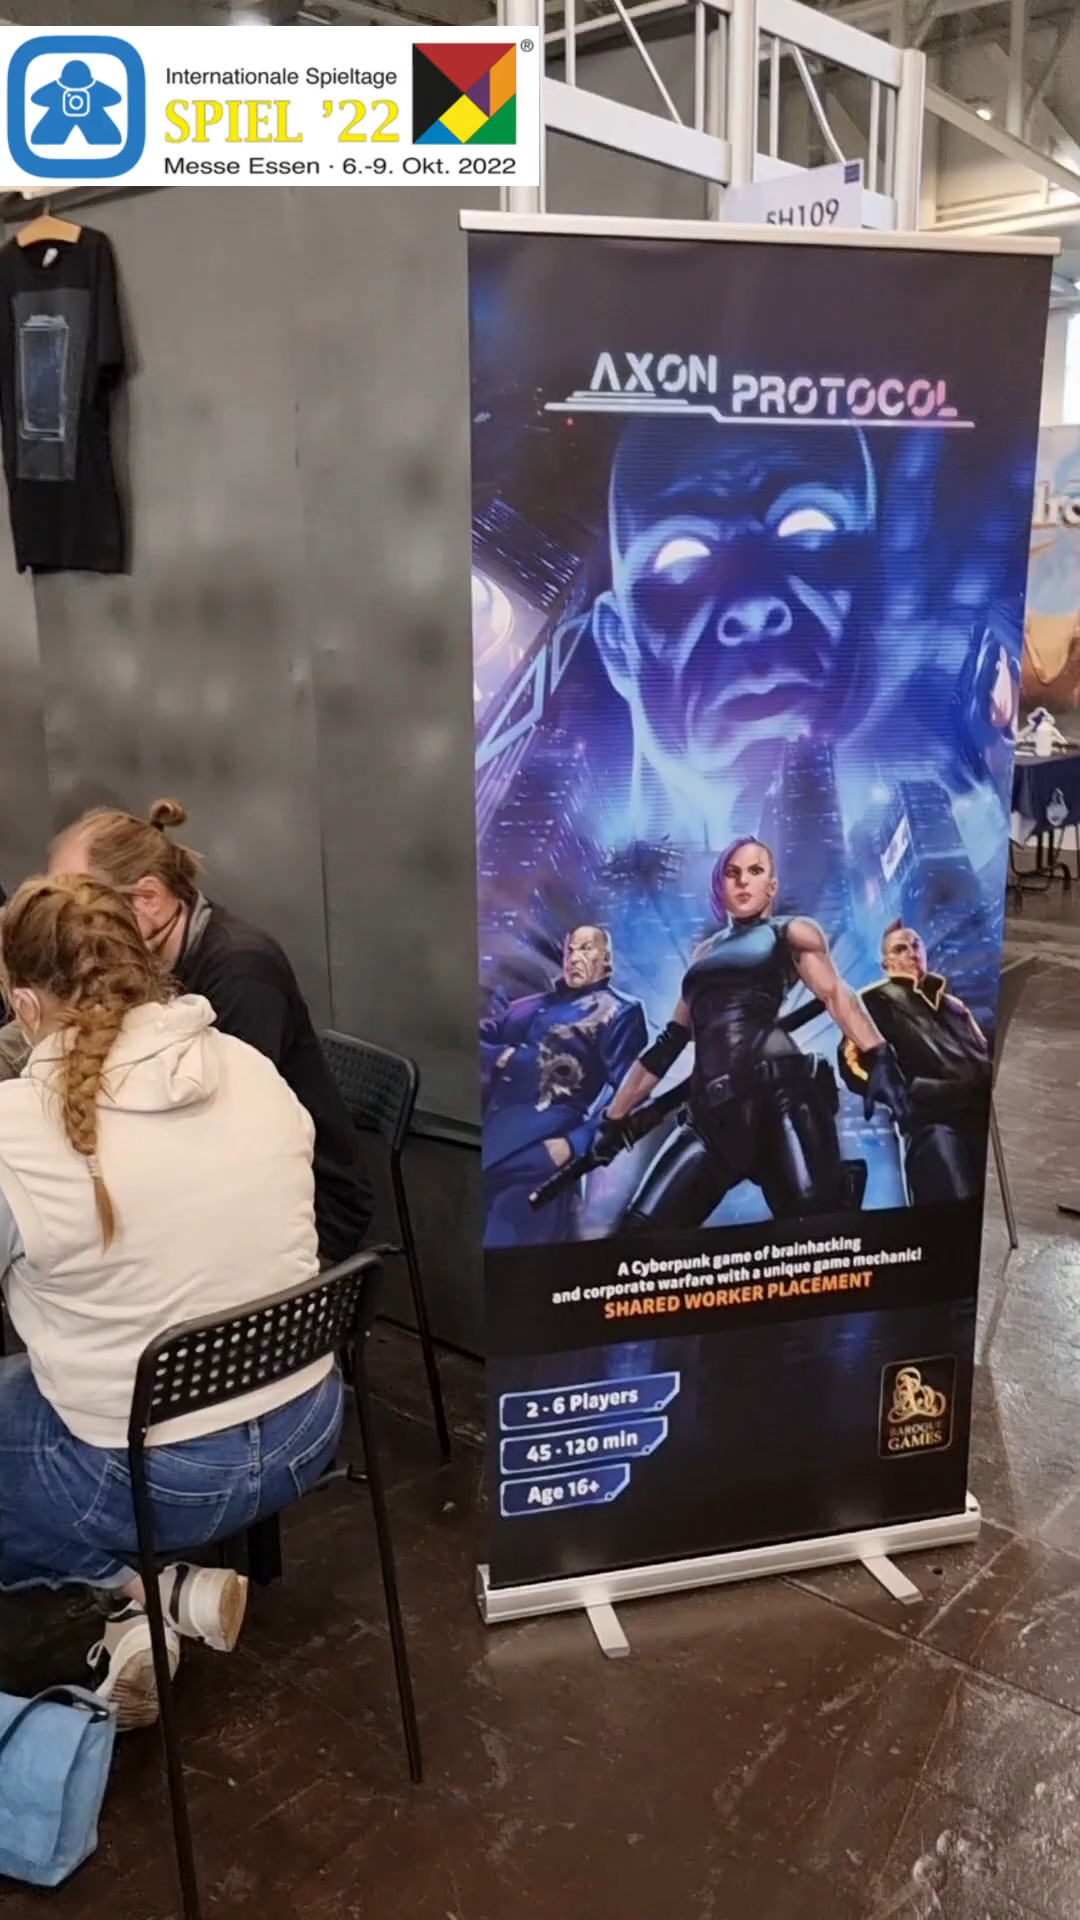 Internationale Spieltage
SPIEL '22
®
Messe Essen · 6.-9. Okt. 2022
5H109
AXON PROTOCOL
A Cyberpunk game of brainhacking
and corporate warfare with a unique game mechanic!
SHARED WORKER PLACEMENT
2 - 6 Players
45 - 120 min
Age 16+
BAROQUE
GAMES